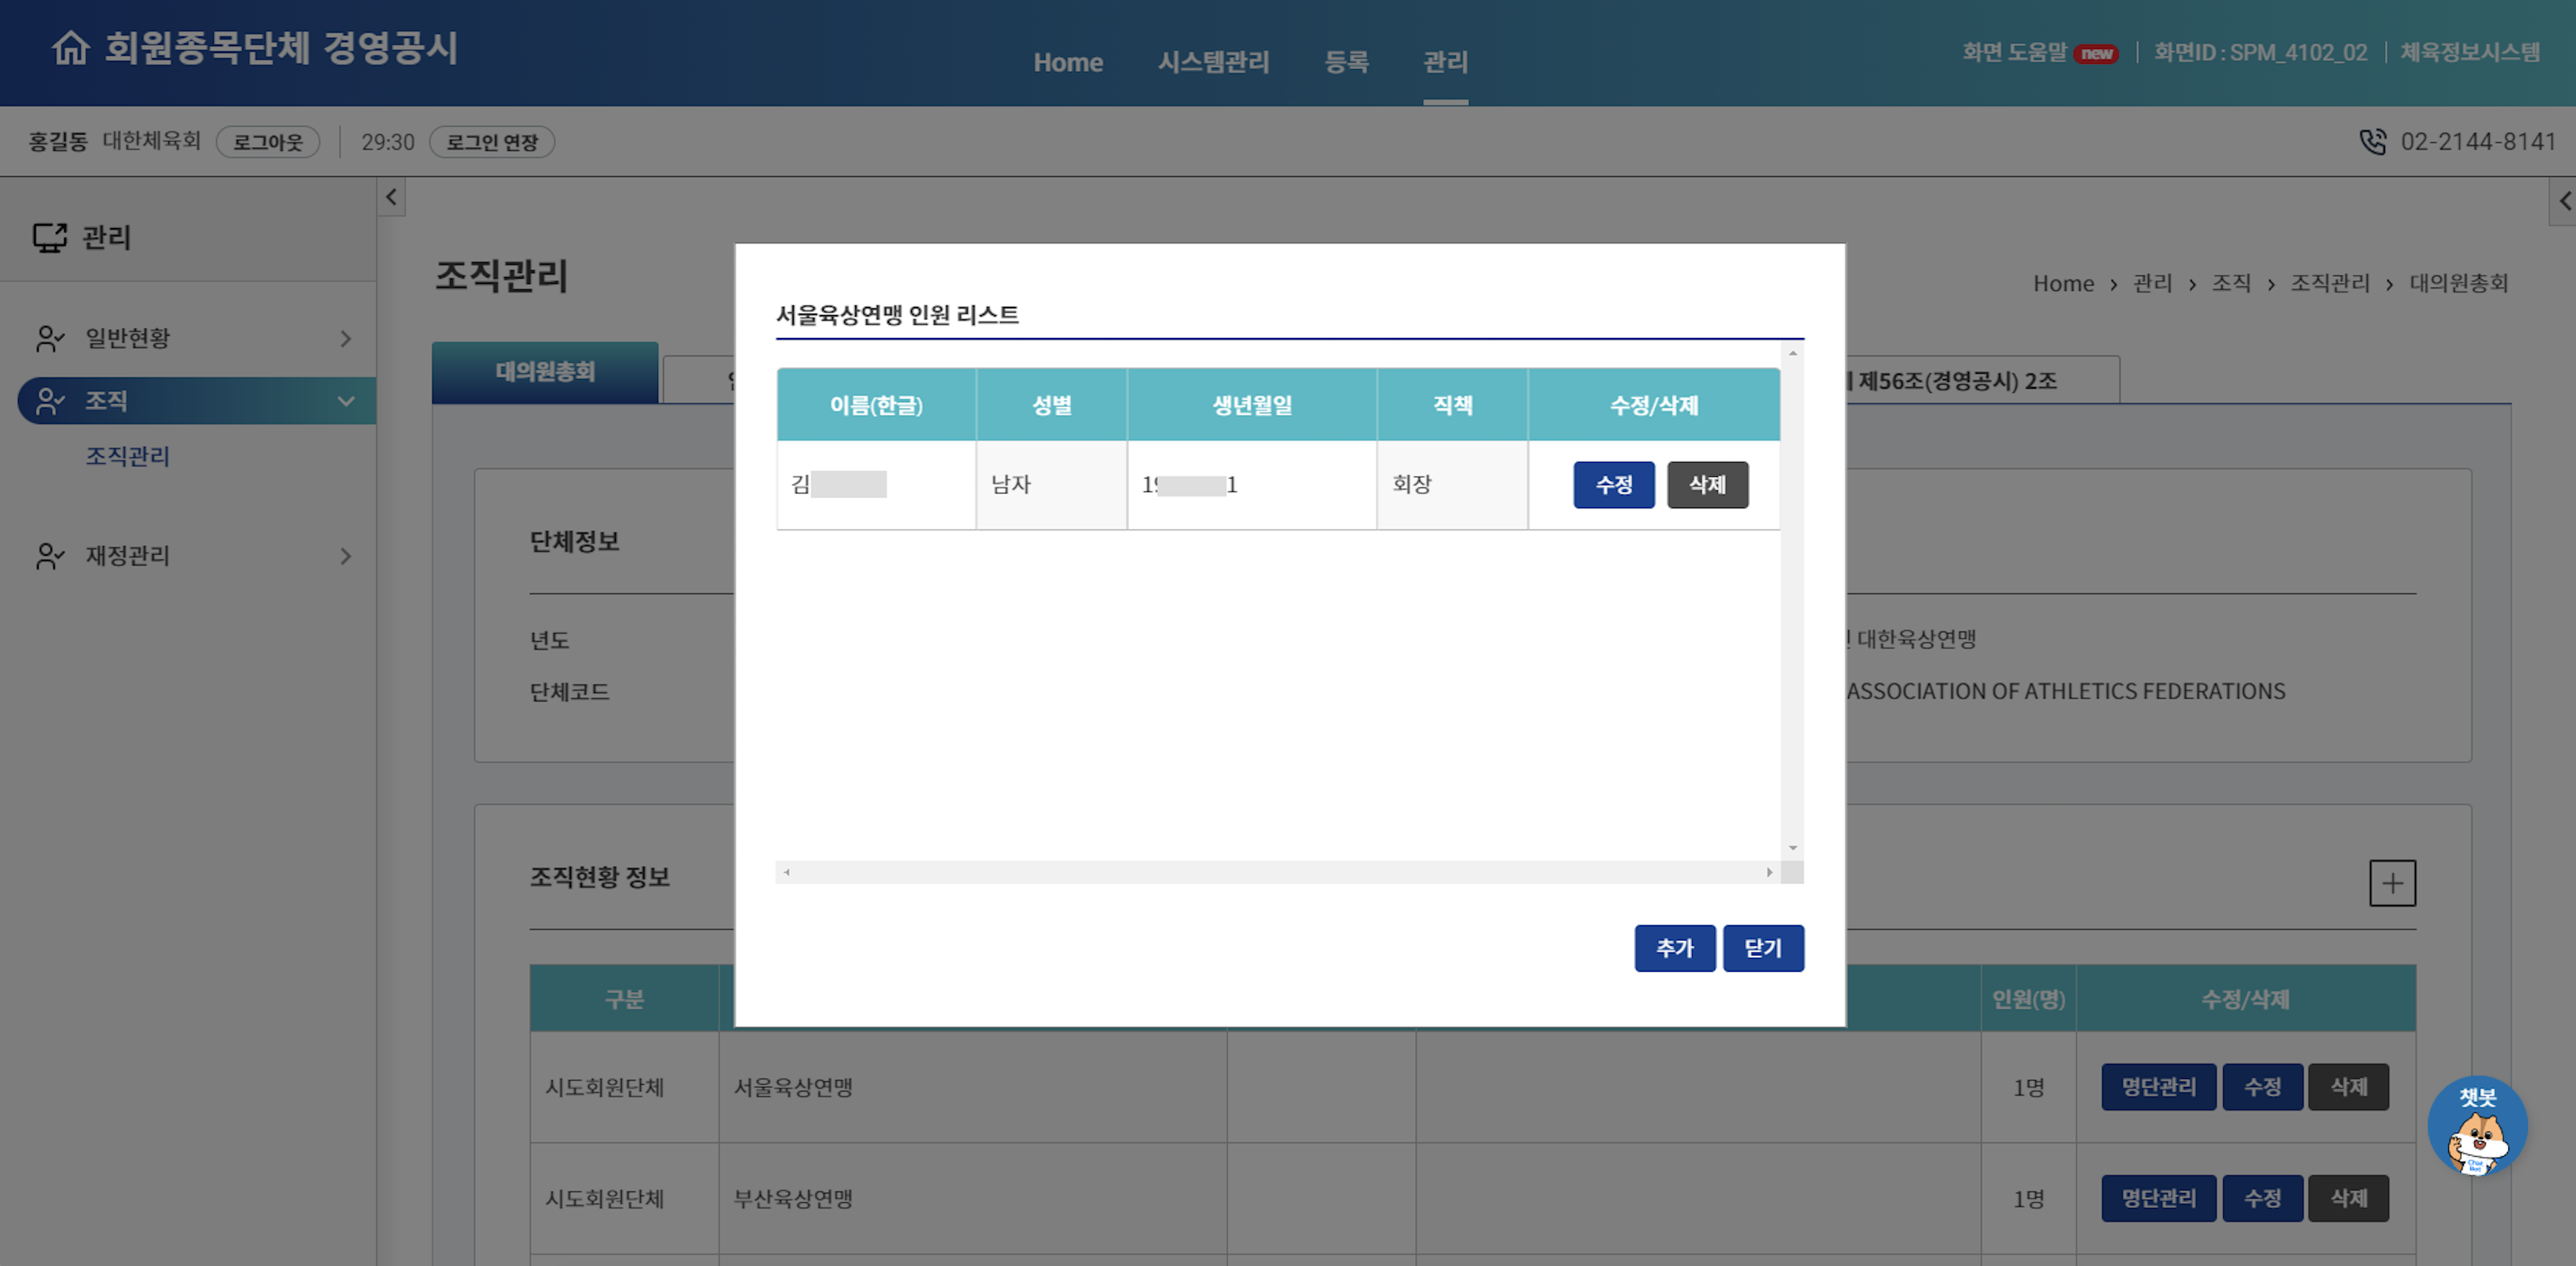 회원종목단체 경영공시
Home 시스템관리 등록 관리
화면 도움말 new 화면ID : SPM_4102_02 체육정보시스템
홍길동 대한체육회 로그아웃 29:30 로그인 연장
02-2144-8141
관리
일반현황
조직
조직관리
재정관리
조직관리
Home > 관리 > 조직 > 조직관리 > 대의원총회
대의원총회
제56조(경영공시) 2조
단체정보
년도
대한육상연맹
단체코드
ASSOCIATION OF ATHLETICS FEDERATIONS
조직현황 정보
구분 인원(명) 수정/삭제
시도회원단체 서울육상연맹 1명 명단관리 수정 삭제
시도회원단체 부산육상연맹 1명 명단관리 수정 삭제
서울육상연맹 인원 리스트
이름(한글) 성별 생년월일 직책 수정/삭제
김 남자 19 1 회장 수정 삭제
추가 닫기
챗봇
Chat Bot